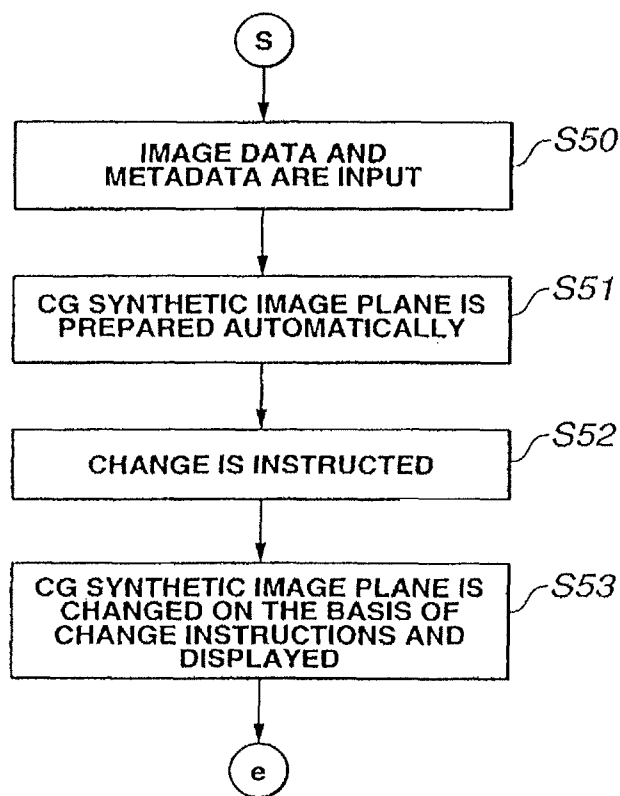 S
IMAGE DATA AND
METADATA ARE INPUT
S50
CG SYNTHETIC IMAGE PLANE IS
PREPARED AUTOMATICALLY
S51
CHANGE IS INSTRUCTED
S52
CG SYNTHETIC IMAGE PLANE IS
CHANGED ON THE BASIS OF
CHANGE INSTRUCTIONS AND
DISPLAYED
S53
e